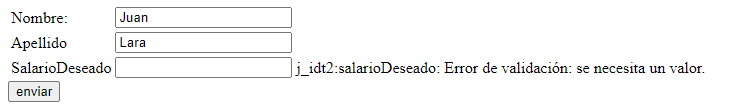 Nombre: Juan
Apellido Lara
SalarioDeseado j_idt2:salarioDeseado: Error de validación: se necesita un valor.
enviar